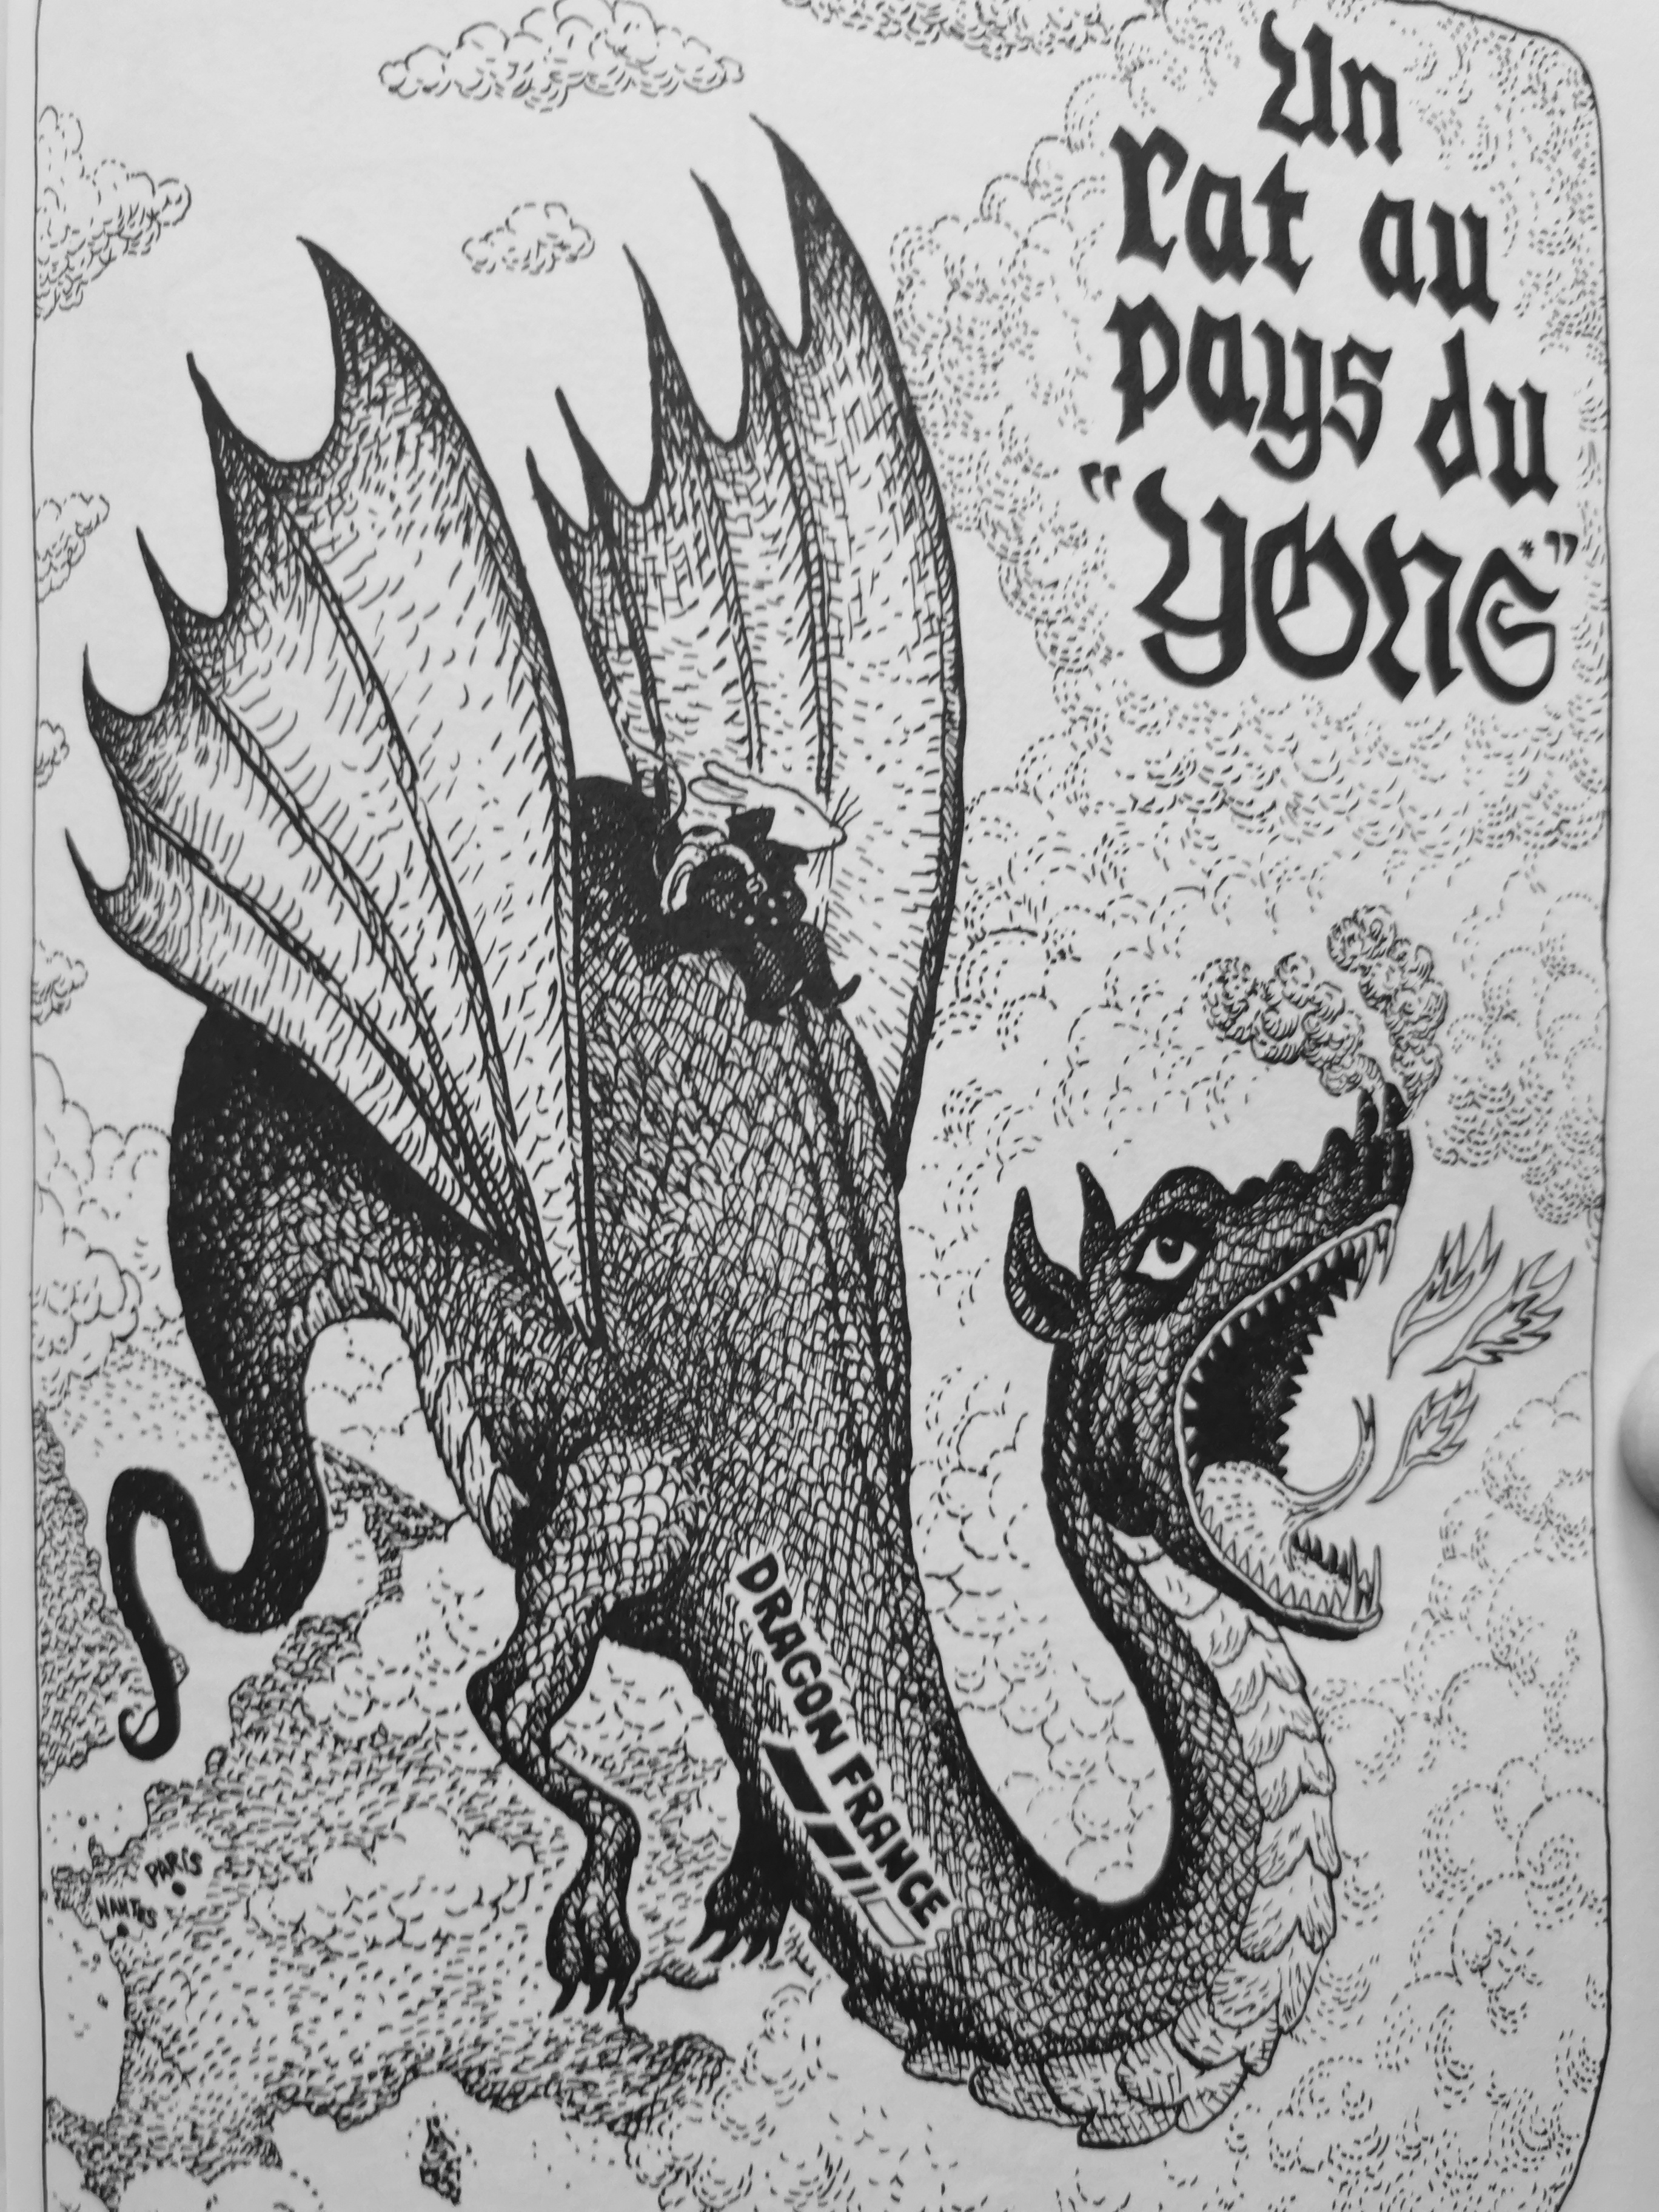 Un
rat au
pays du
"YONG*"
DRAGON FRANCE
PARIS
NANTES